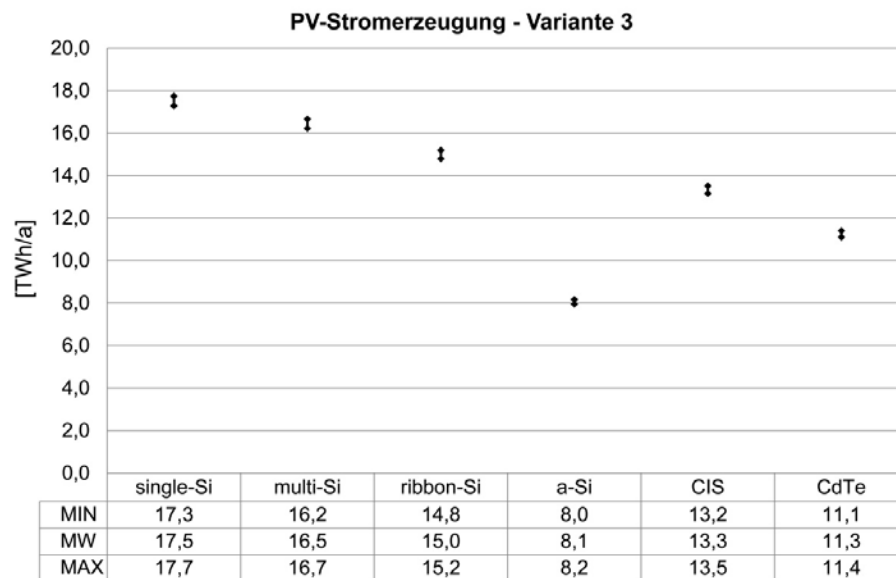 PV-Stromerzeugung - Variante 3
[TWh/a]
20,0
18,0
16,0
14,0
12,0
10,0
8,0
6,0
4,0
2,0
0,0
single-Si multi-Si ribbon-Si a-Si CIS CdTe
MIN 17,3 16,2 14,8 8,0 13,2 11,1
MW 17,5 16,5 15,0 8,1 13,3 11,3
MAX 17,7 16,7 15,2 8,2 13,5 11,4